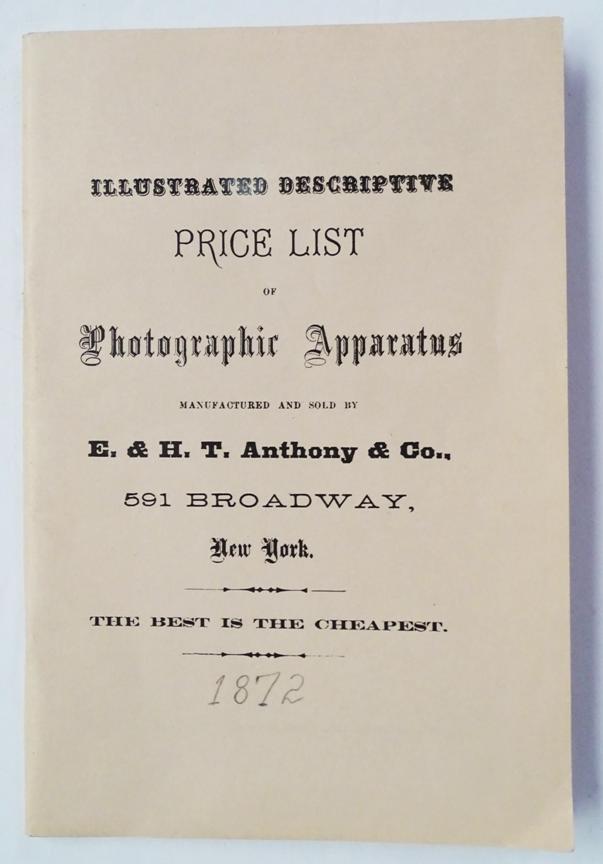 ILLUSTRATED DESCRIPTIVE
PRICE LIST
OF
Photographic Apparatus
MANUFACTURED AND SOLD BY
E. & H. T. Anthony & Co.,
591 BROADWAY,
New York.
THE BEST IS THE CHEAPEST.
1872